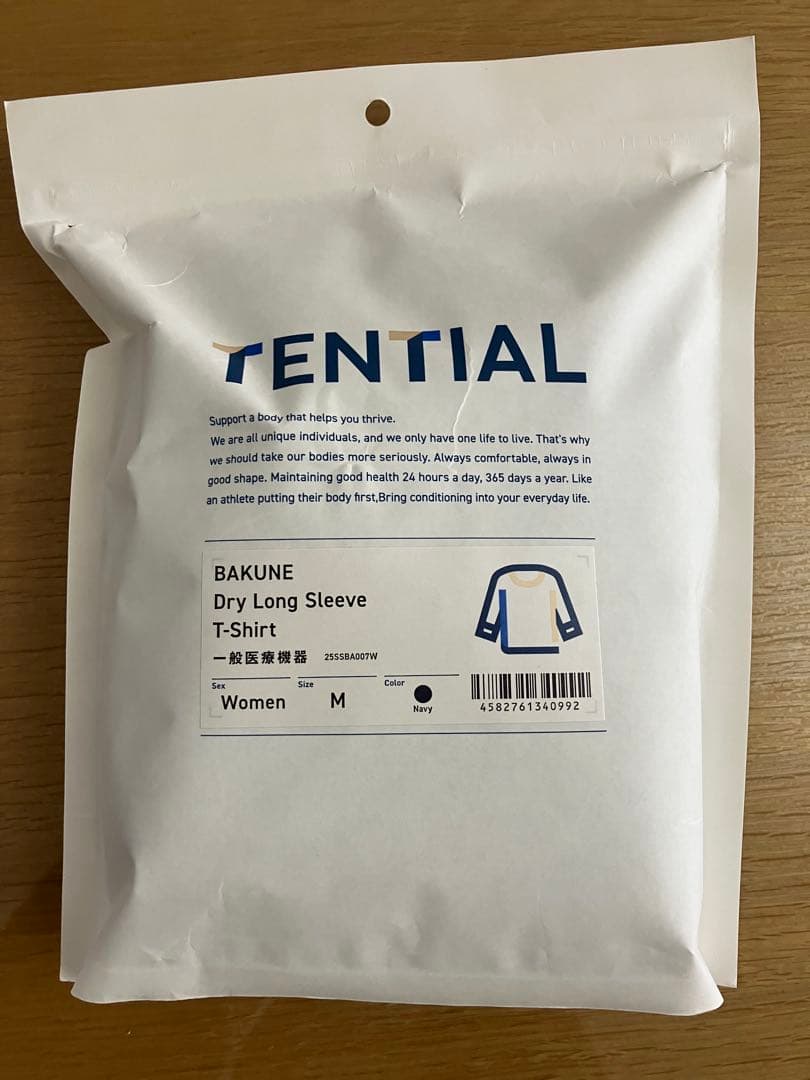 TENTIAL
Support a body that helps you thrive.
We are all unique individuals, and we only have one life to live. That's why
we should take our bodies more seriously. Always comfortable, always in
good shape. Maintaining good health 24 hours a day, 365 days a year. Like
an athlete putting their body first,Bring conditioning into your everyday life.
BAKUNE
Dry Long Sleeve
T-Shirt
一般医療機器 25SSBA007W
Sex Size Color
Women M Navy
4582761340992